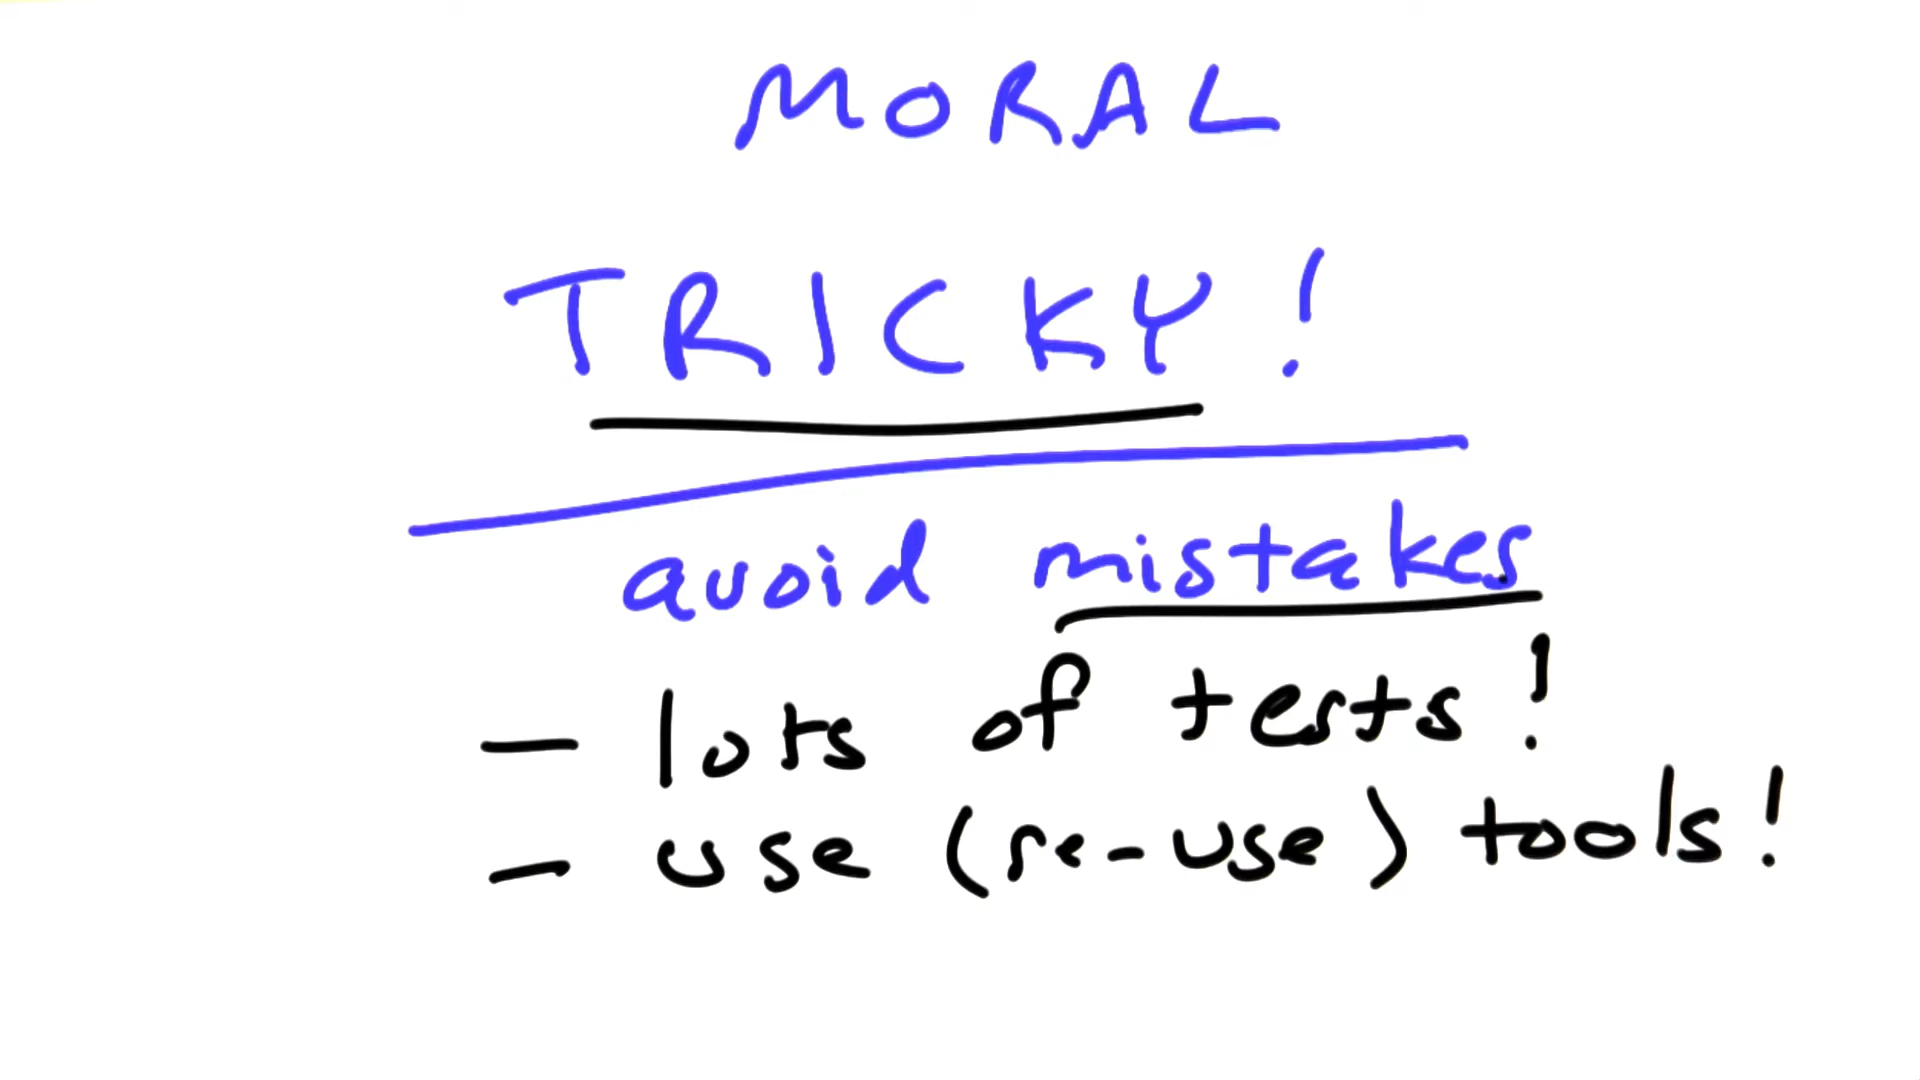 MORAL
TRICKY!
avoid mistakes
- lots of tests!
- use (re-use) tools!